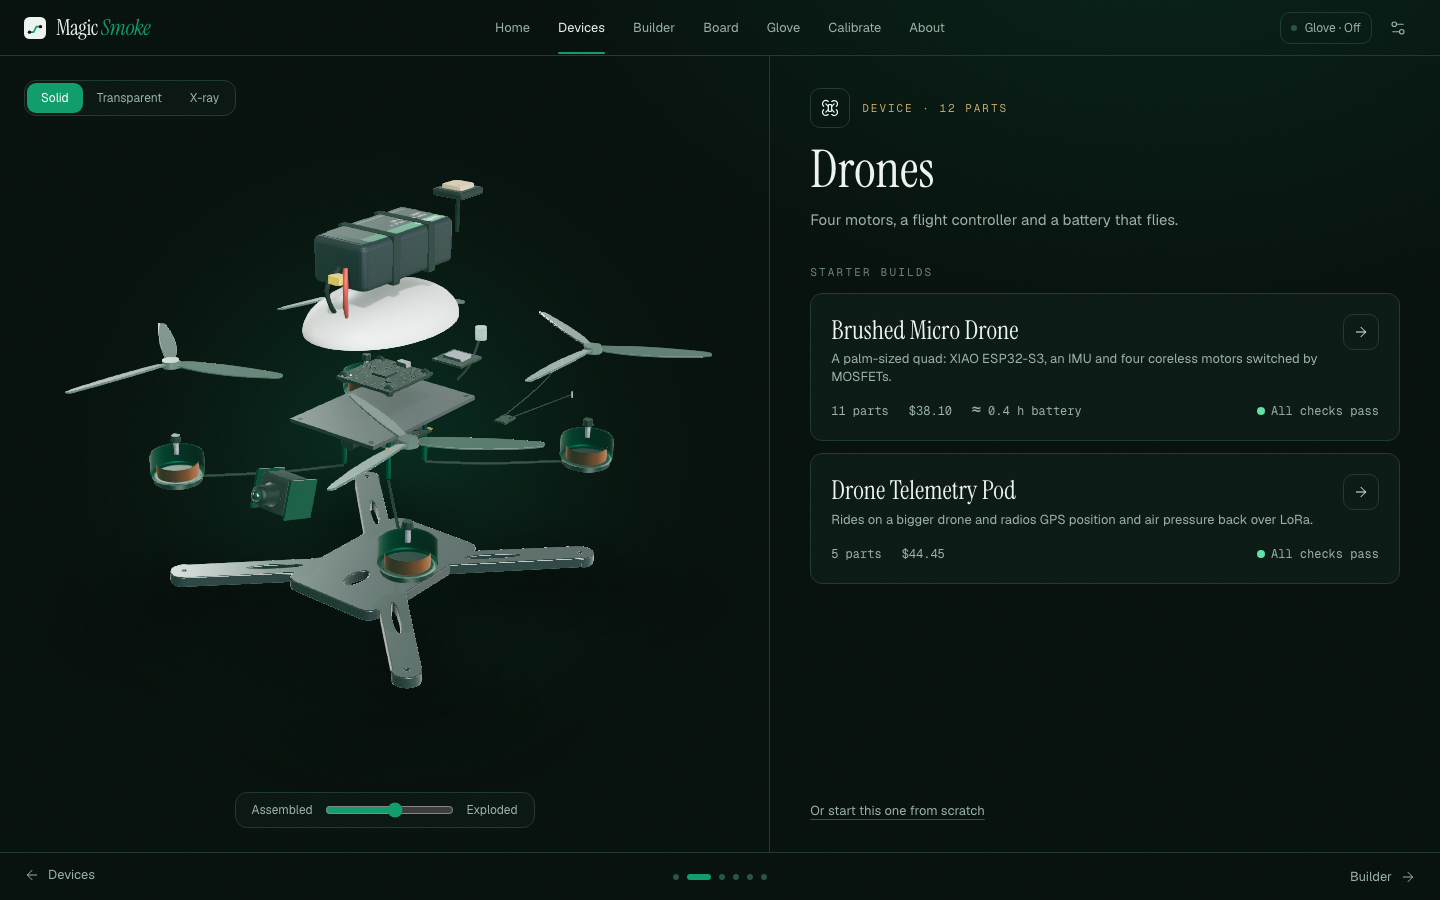 Magic Smoke
Home
Devices
Builder
Board
Glove
Calibrate
About
Glove · Off
Solid
Transparent
X-ray
DEVICE · 12 PARTS
Drones
Four motors, a flight controller and a battery that flies.
STARTER BUILDS
Brushed Micro Drone
A palm-sized quad: XIAO ESP32-S3, an IMU and four coreless motors switched by
MOSFETs.
11 parts
$38.10
≈ 0.4 h battery
All checks pass
Drone Telemetry Pod
Rides on a bigger drone and radios GPS position and air pressure back over LoRa.
5 parts
$44.45
All checks pass
Assembled
Exploded
Or start this one from scratch
Devices
Builder